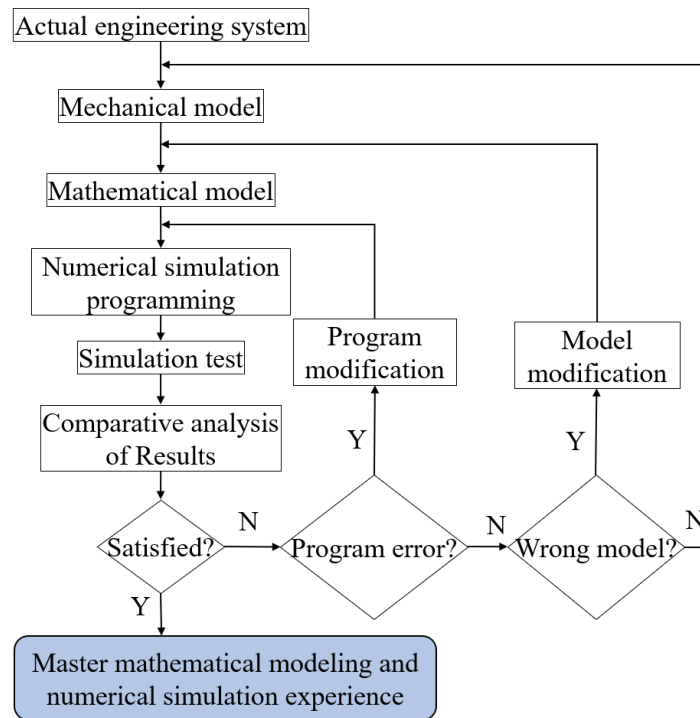 Actual engineering system
Mechanical model
Mathematical model
Numerical simulation
programming
Program
modification
Model
modification
Simulation test
Comparative analysis
of Results
Y
Y
N
N
N
Satisfied?
Program error?
Wrong model?
Y
Master mathematical modeling and
numerical simulation experience